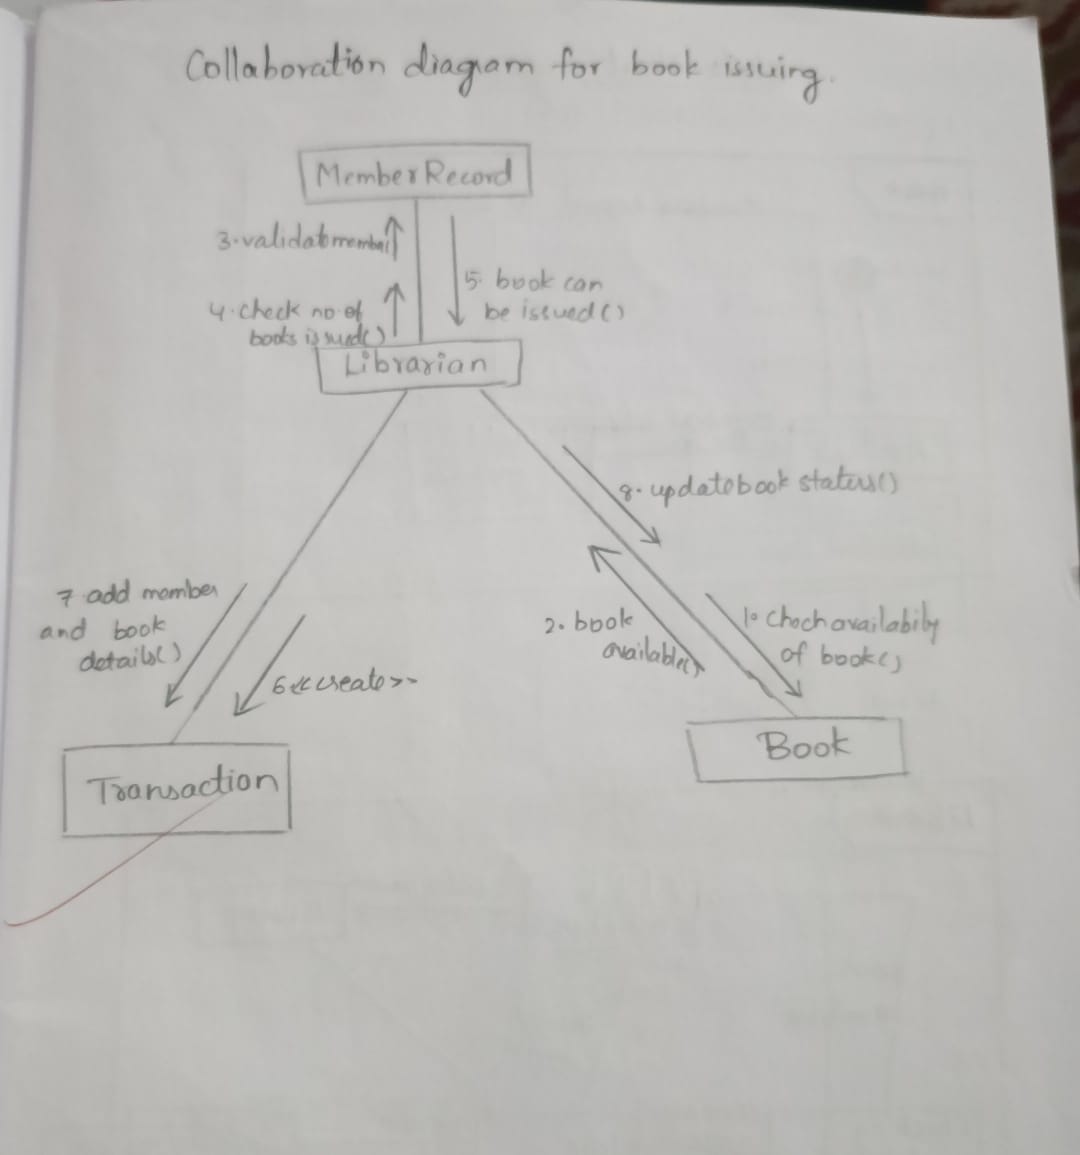 Collaboration diagram for book issuing.
Member Record
3. validatemember()
5. book can
be issued()
4. check no. of
books issued()
Librarian
8. updatebook status()
7. add member
and book
details()
2. book
available()
1. Checkavailability
of book()
6<<create>>
Transaction
Book